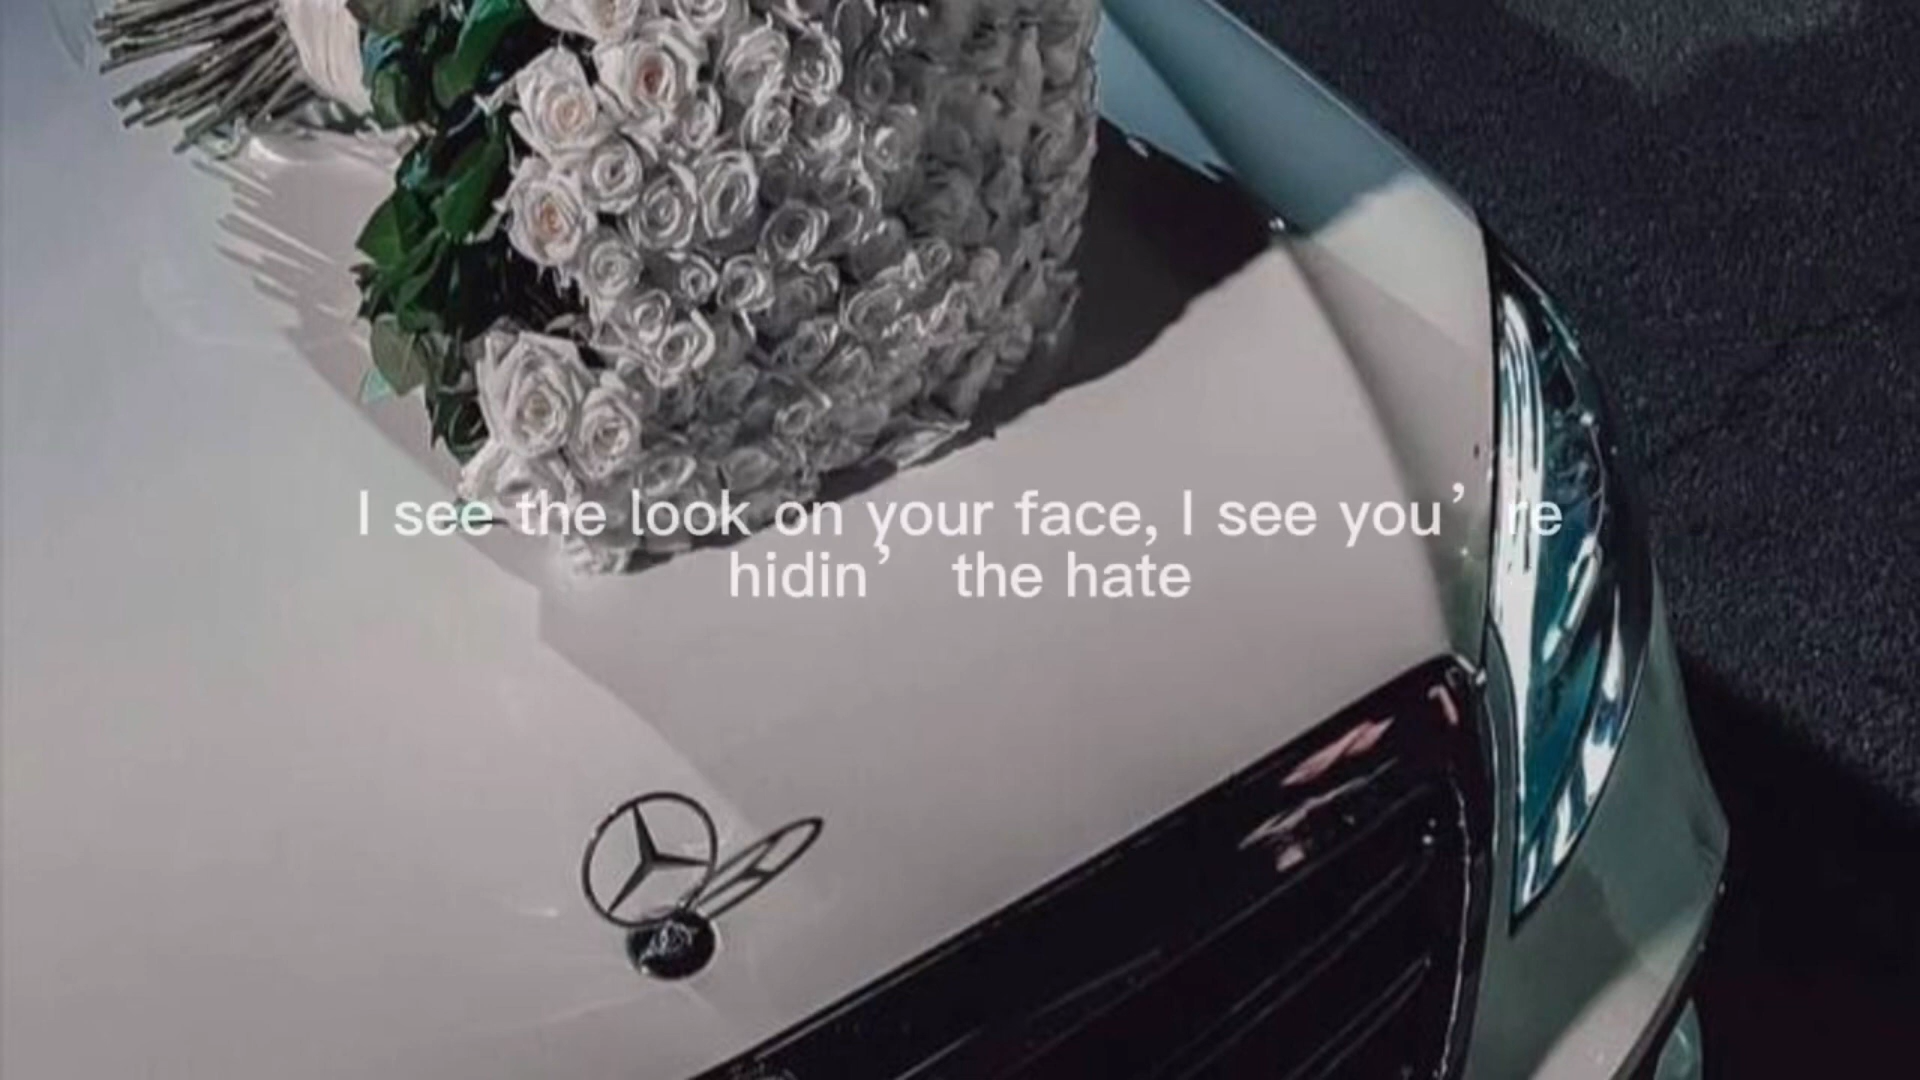 I see the look on your face, I see you’re
hidin’ the hate